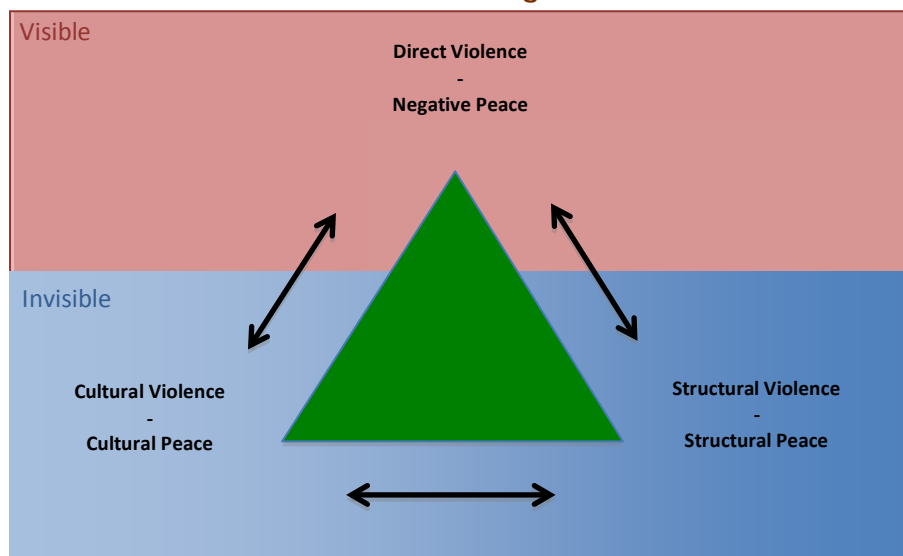 Visible
Direct Violence
-
Negative Peace
Invisible
Cultural Violence
-
Cultural Peace
Structural Violence
-
Structural Peace